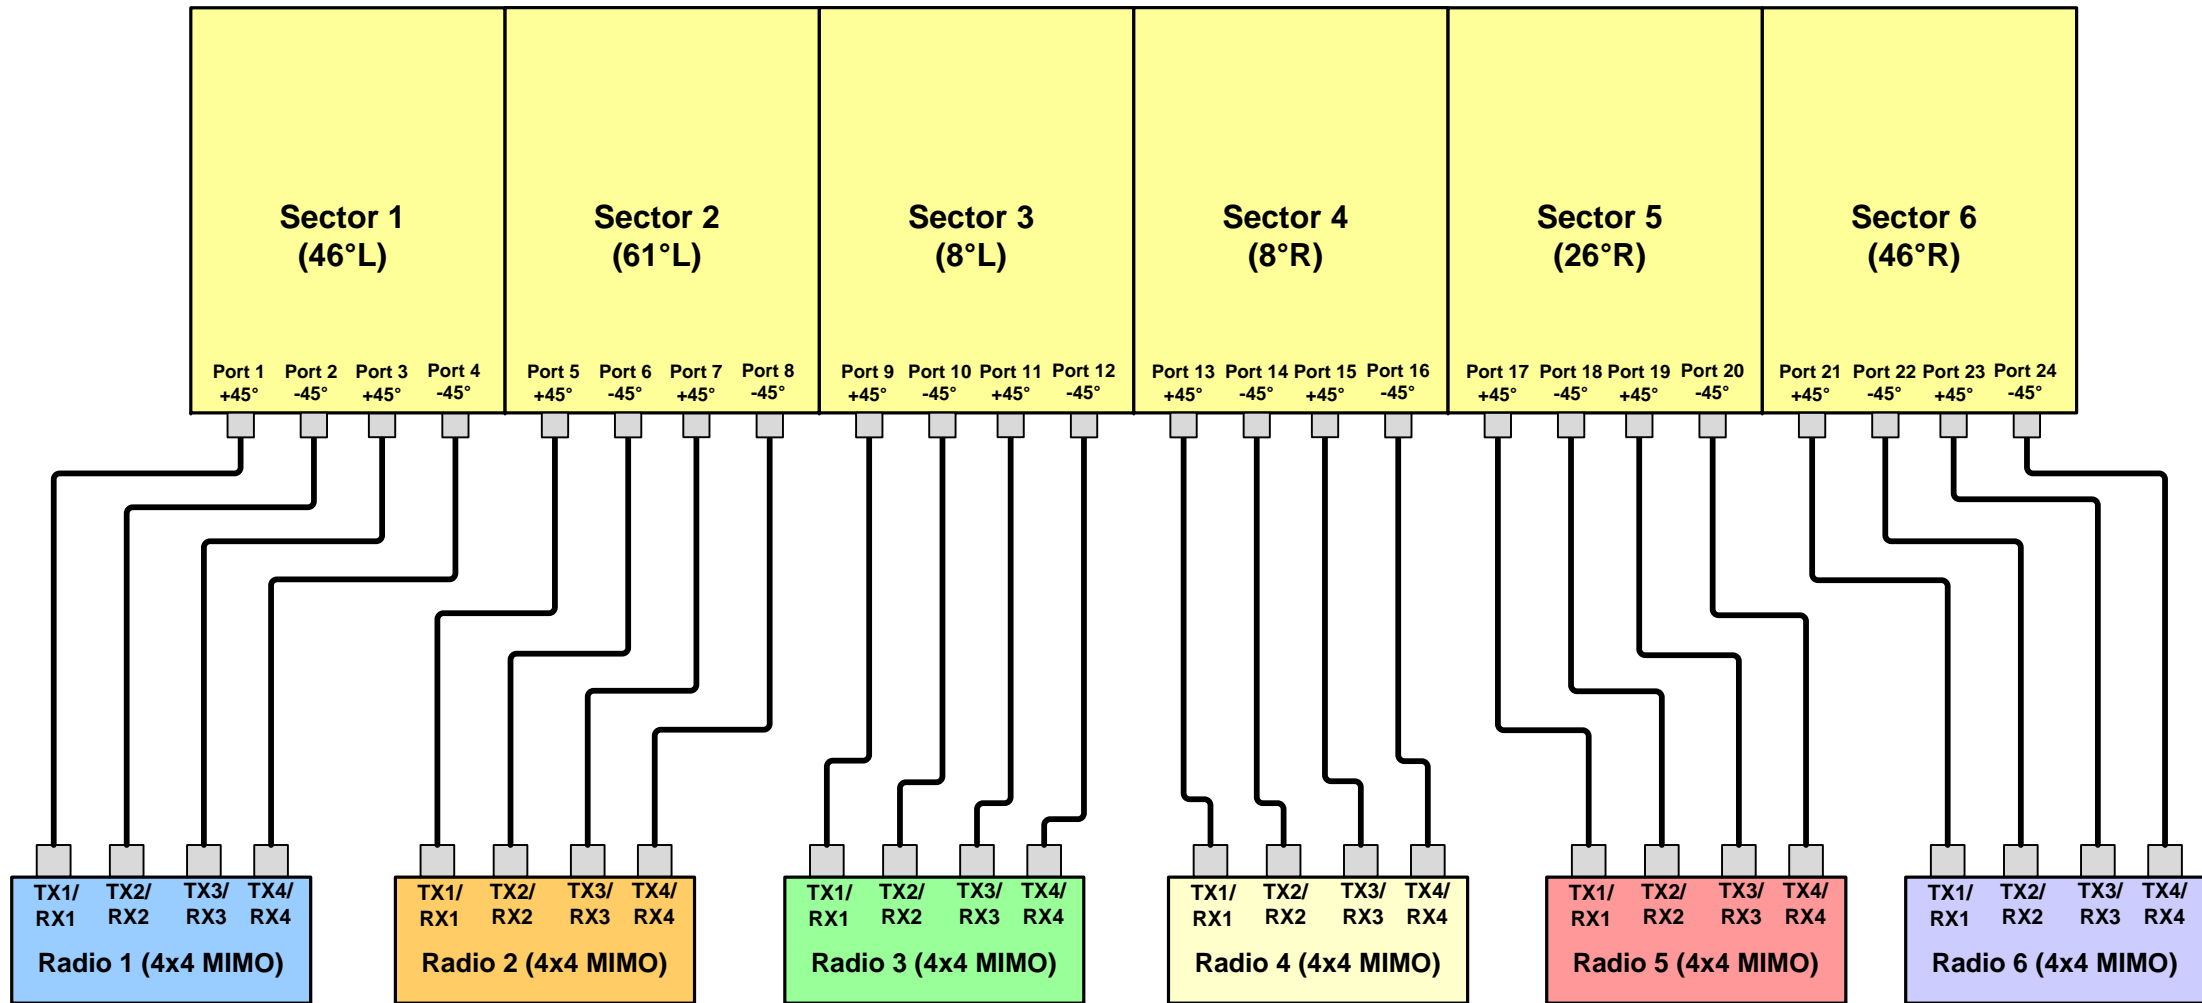 Sector 1
(46°L)
Sector 2
(61°L)
Sector 3
(8°L)
Sector 4
(8°R)
Sector 5
(26°R)
Sector 6
(46°R)
Port 1
+45°
Port 2
-45°
Port 3
+45°
Port 4
-45°
Port 5
+45°
Port 6
-45°
Port 7
+45°
Port 8
-45°
Port 9
+45°
Port 10
-45°
Port 11
+45°
Port 12
-45°
Port 13
+45°
Port 14
-45°
Port 15
+45°
Port 16
-45°
Port 17
+45°
Port 18
-45°
Port 19
+45°
Port 20
-45°
Port 21
+45°
Port 22
-45°
Port 23
+45°
Port 24
-45°
TX1/
RX1
TX2/
RX2
TX3/
RX3
TX4/
RX4
Radio 1 (4x4 MIMO)
TX1/
RX1
TX2/
RX2
TX3/
RX3
TX4/
RX4
Radio 2 (4x4 MIMO)
TX1/
RX1
TX2/
RX2
TX3/
RX3
TX4/
RX4
Radio 3 (4x4 MIMO)
TX1/
RX1
TX2/
RX2
TX3/
RX3
TX4/
RX4
Radio 4 (4x4 MIMO)
TX1/
RX1
TX2/
RX2
TX3/
RX3
TX4/
RX4
Radio 5 (4x4 MIMO)
TX1/
RX1
TX2/
RX2
TX3/
RX3
TX4/
RX4
Radio 6 (4x4 MIMO)